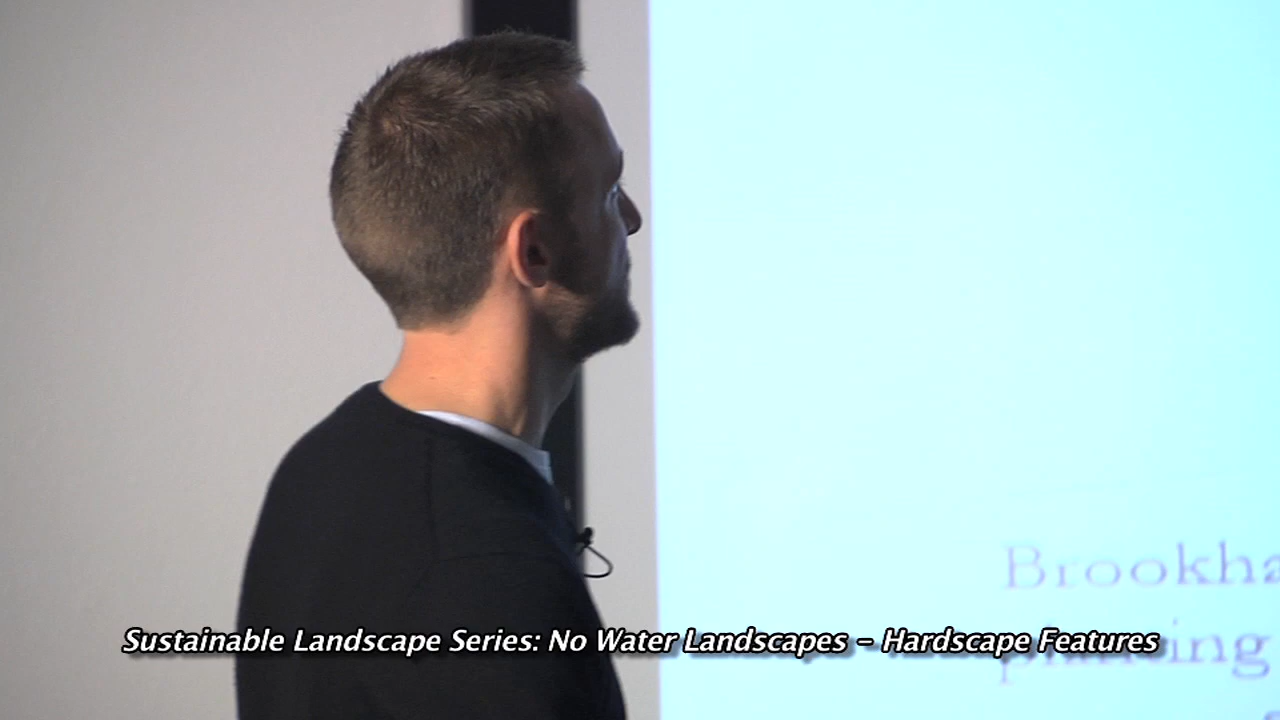 Brookha
Sustainable Landscape Series: No Water Landscapes – Hardscape Features